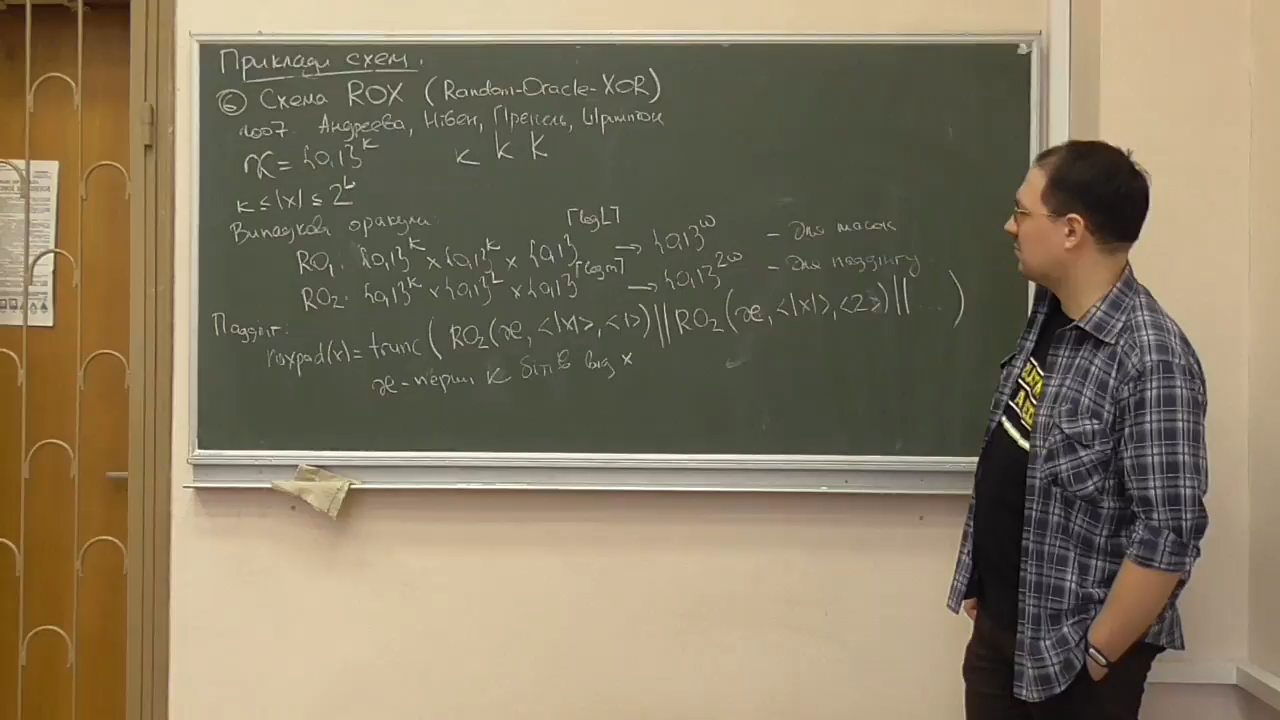 Приклади схем.
⑥ Схема ROX (Random-Oracle-XOR)
2007. Андреева, Нівен, Пренель, Шримптон
𝒦 = {0,1}^K
K K K
K ≤ |x| ≤ 2^L
Випадкові оракули:
RO₁: {0,1}^K × {0,1}^K × {0,1}^⌈log L⌉ → {0,1}^ω – для масок
RO₂: {0,1}^K × {0,1}^L × {0,1}^⌈log m⌉ → {0,1}^2ω – для паддінгу
Паддінг:
roxpad(x) = trunc(RO₂(æ, <|x|>, <1>) || RO₂(æ, <|x|>, <2>) || ...)
æ – перші K бітів від x